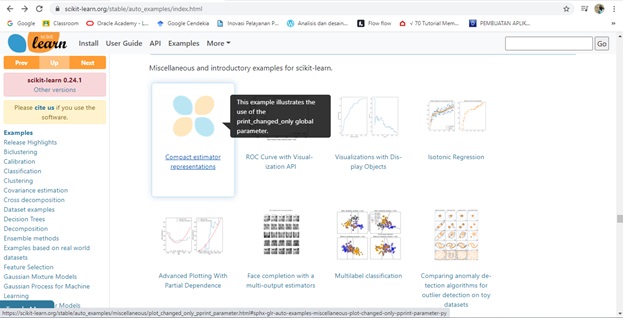 scikit-learn.org/stable/auto_examples/index.html
Google
Classroom
Oracle Academy - L...
Google Cendekia
Inovasi Pelayanan P...
Analisis dan desain...
Flow Row
√ 70 Tutorial Mem...
PEMBUATAN APLIK...
scikit
learn
Install
User Guide
API
Examples
More
Go
Prev
Up
Next
scikit-learn 0.24.1
Other versions
Please cite us if you use the
software.
Examples
Release Highlights
Biclustering
Calibration
Classification
Clustering
Covariance estimation
Cross decomposition
Dataset examples
Decision Trees
Decomposition
Ensemble methods
Examples based on real world
datasets
Feature Selection
Gaussian Mixture Models
Gaussian Process for Machine
Learning
Models
Miscellaneous and introductory examples for scikit-learn.
This example illustrates the
use of the
print_changed_only global
parameter.
Compact estimator
representations
ROC Curve with Visual-
ization API
Visualizations with Dis-
play Objects
Isotonic Regression
Advanced Plotting With
Partial Dependence
Face completion with a
multi-output estimators
Multilabel classification
Comparing anomaly de-
tection algorithms for
outlier detection on toy
datasets
https://scikit-learn.org/stable/auto_examples/miscellaneous/plot_changed_only_pprint_parameter.html#sphx-glr-auto-examples-miscellaneous-plot-changed-only-pprint-parameter-py